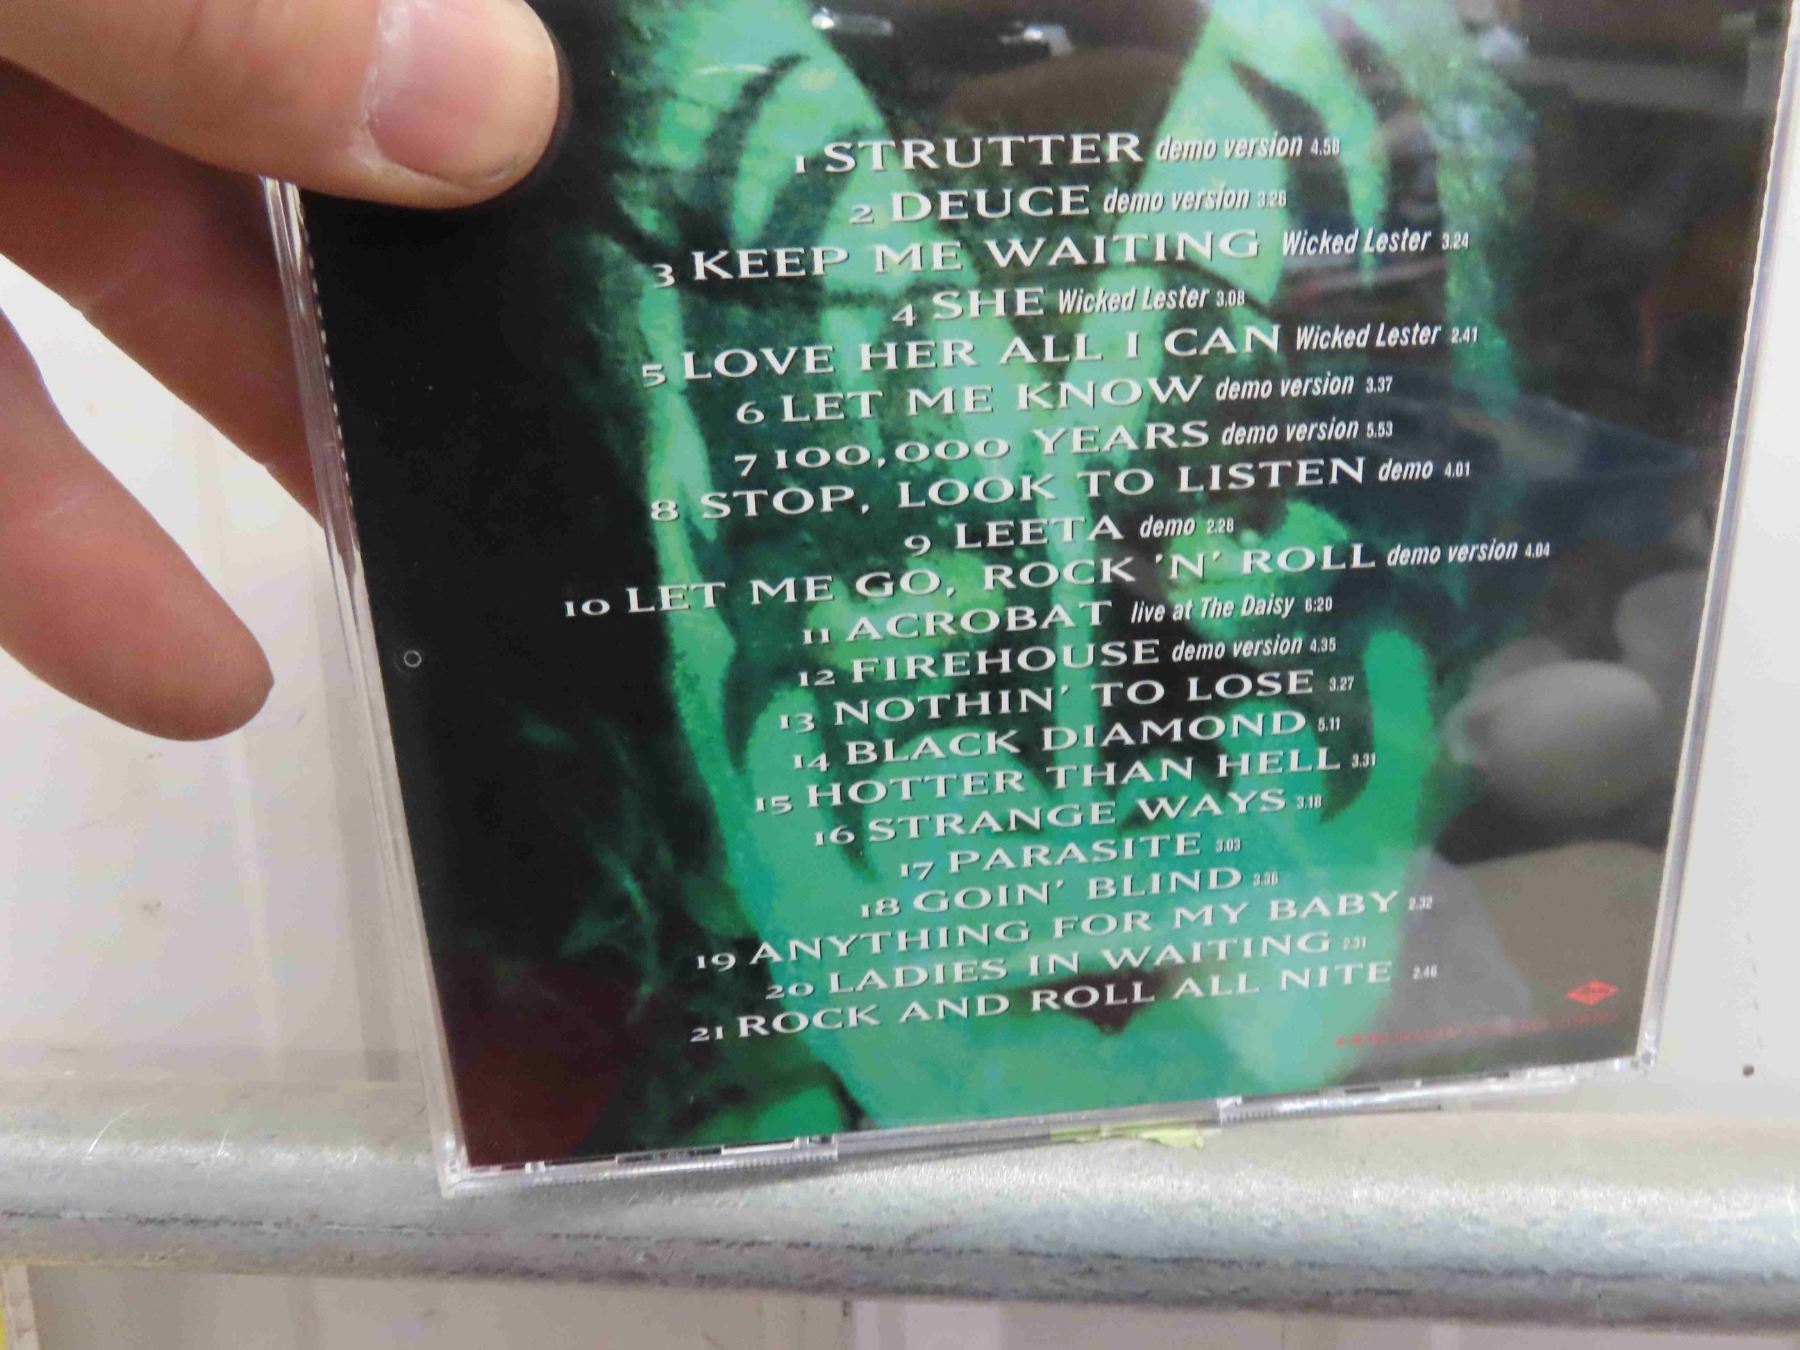 1 STRUTTER demo version 4.58
2 DEUCE demo version 3.28
3 KEEP ME WAITING Wicked Lester 3.24
4 SHE Wicked Lester 3.08
5 LOVE HER ALL I CAN Wicked Lester 2.41
6 LET ME KNOW demo version 3.37
7 100,000 YEARS demo version 5.53
8 STOP, LOOK TO LISTEN demo 4.01
9 LEETA demo 2.28
10 LET ME GO, ROCK 'N' ROLL demo version 4.04
11 ACROBAT live at The Daisy 6:20
12 FIREHOUSE demo version 4.35
13 NOTHIN' TO LOSE 3.27
14 BLACK DIAMOND 5.11
15 HOTTER THAN HELL 3.31
16 STRANGE WAYS 3.18
17 PARASITE 3.03
18 GOIN' BLIND 3.36
19 ANYTHING FOR MY BABY 2.32
20 LADIES IN WAITING 2.31
21 ROCK AND ROLL ALL NITE 2.46